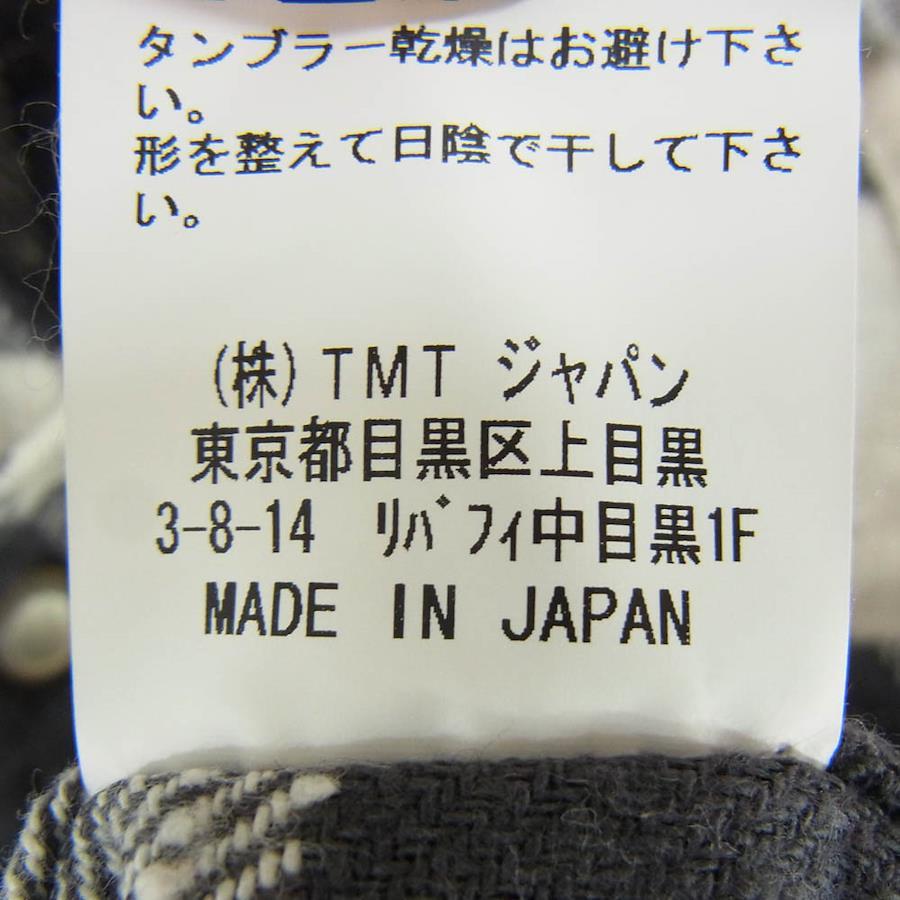 タンブラー乾燥はお避け下さ
い。
形を整えて日陰で干して下さ
い。
(株)TMT ジャパン
東京都目黒区上目黒
3-8-14 ﾘﾊﾞﾌｨ中目黒1F
MADE IN JAPAN